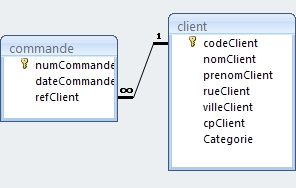 commande
numCommande
dateCommande
refClient
∞
1
client
codeClient
nomClient
prenomClient
rueClient
villeClient
cpClient
Categorie